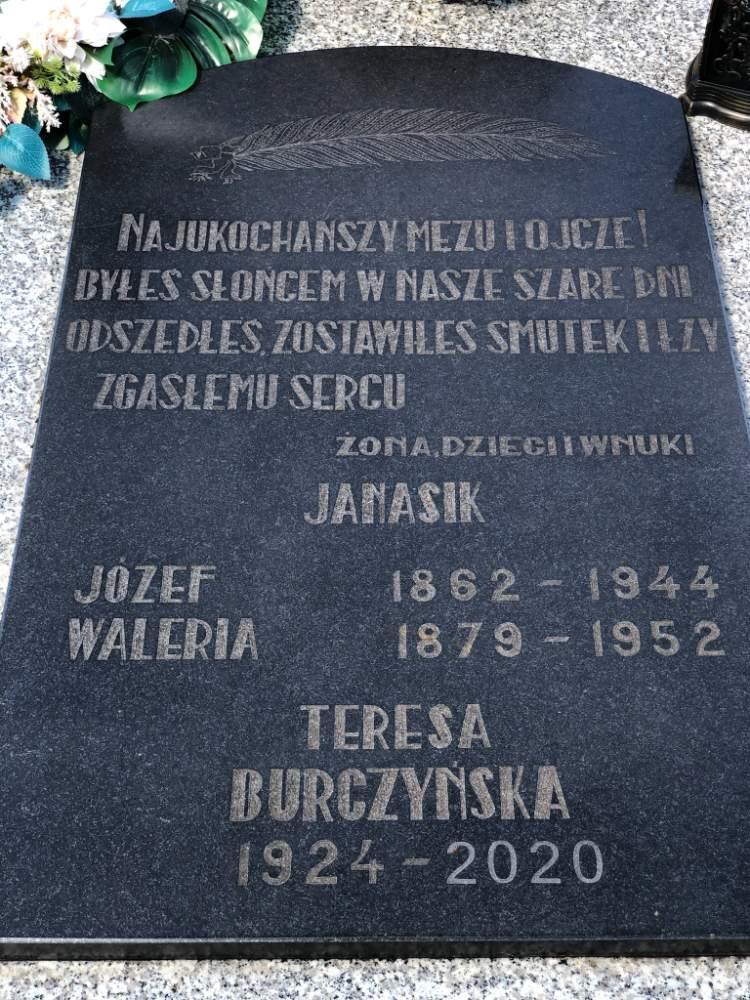 NAJUKOCHAŃSZY MĘŻU I OJCZE!
BYŁEŚ SŁOŃCEM W NASZE SZARE DNI
ODSZEDŁEŚ, ZOSTAWIŁEŚ SMUTEK I ŁZY
ZGASŁEMU SERCU
ŻONA, DZIECI I WNUKI
JANASIK
JÓZEF 1862 - 1944
WALERIA 1879 - 1952
TERESA
BURCZYŃSKA
1924 - 2020